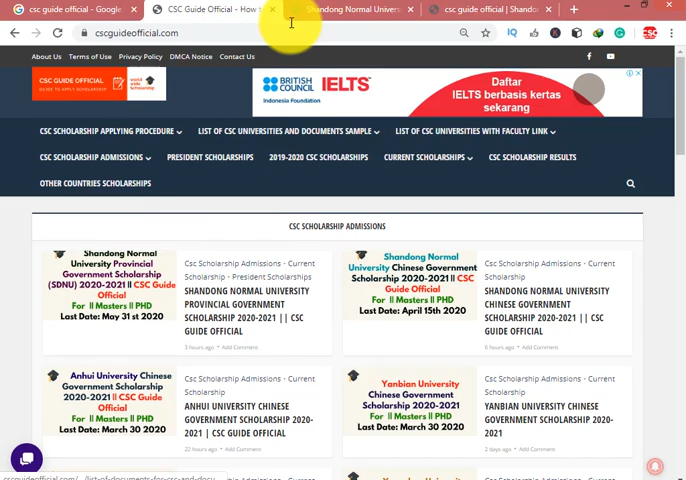 csc guide official - Google
CSC Guide Official - How t
Shandong Normal Univers
csc guide official | Shand
cscguideofficial.com
About Us
Terms of Use
Privacy Policy
DMCA Notice
Contact Us
CSC GUIDE OFFICIAL
GUIDE TO APPLY SCHOLARSHIP
world wide
Scholarship
BRITISH
COUNCIL
IELTS
Indonesia Foundation
Daftar
IELTS berbasis kertas
sekarang
CSC SCHOLARSHIP APPLYING PROCEDURE
LIST OF CSC UNIVERSITIES AND DOCUMENTS SAMPLE
LIST OF CSC UNIVERSITIES WITH FACULTY LINK
CSC SCHOLARSHIP ADMISSIONS
PRESIDENT SCHOLARSHIPS
2019-2020 CSC SCHOLARSHIPS
CURRENT SCHOLARSHIPS
CSC SCHOLARSHIP RESULTS
OTHER COUNTRIES SCHOLARSHIPS
CSC SCHOLARSHIP ADMISSIONS
Shandong Normal
University Provincial
Government Scholarship
(SDNU) 2020-2021 || CSC Guide
Official
For || Masters || PHD
Last Date: May 31st 2020
Csc Scholarship Admissions · Current
Scholarship · President Scholarships
SHANDONG NORMAL UNIVERSITY
PROVINCIAL GOVERNMENT
SCHOLARSHIP 2020-2021 || CSC
GUIDE OFFICIAL
3 hours ago · Add Comment
Shandong Normal
University Chinese Government
Scholarship 2020-2021 || CSC
Guide Official
For || Masters || PHD
Last Date: April 15th 2020
Csc Scholarship Admissions · Current
Scholarship
SHANDONG NORMAL UNIVERSITY
CHINESE GOVERNMENT
SCHOLARSHIP 2020-2021 || CSC
GUIDE OFFICIAL
6 hours ago · Add Comment
Anhui University Chinese
Government Scholarship
2020-2021 || CSC Guide
Official
For || Masters || PHD
Last Date: March 30 2020
Csc Scholarship Admissions · Current
Scholarship
ANHUI UNIVERSITY CHINESE
GOVERNMENT SCHOLARSHIP 2020-
2021 | CSC GUIDE OFFICIAL
22 hours ago · Add Comment
Yanbian University
Chinese Government
Scholarship 2020-2021
For || Masters || PHD
Last Date: March 30 2020
Csc Scholarship Admissions · Current
Scholarship
YANBIAN UNIVERSITY CHINESE
GOVERNMENT SCHOLARSHIP 2020-
2021
2 days ago · Add Comment